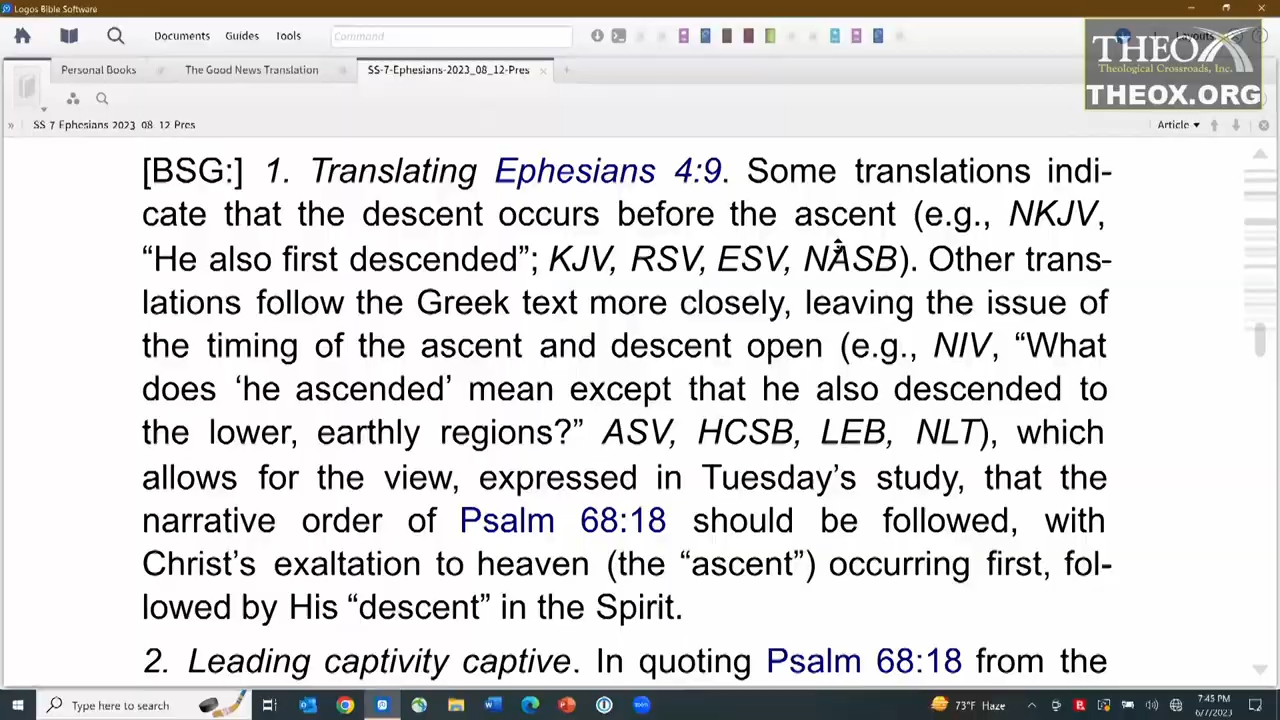 Logos Bible Software
Documents Guides Tools Command Layouts
THEOX
Theological Crossroads, Inc.
THEOX.ORG
Personal Books The Good News Translation SS-7-Ephesians-2023_08_12-Pres
SS-7-Ephesians-2023_08_12-Pres Article
[BSG:] 1. Translating Ephesians 4:9. Some translations indi-
cate that the descent occurs before the ascent (e.g., NKJV,
“He also first descended”; KJV, RSV, ESV, NASB). Other trans-
lations follow the Greek text more closely, leaving the issue of
the timing of the ascent and descent open (e.g., NIV, “What
does ‘he ascended’ mean except that he also descended to
the lower, earthly regions?” ASV, HCSB, LEB, NLT), which
allows for the view, expressed in Tuesday’s study, that the
narrative order of Psalm 68:18 should be followed, with
Christ’s exaltation to heaven (the “ascent”) occurring first, fol-
lowed by His “descent” in the Spirit.
2. Leading captivity captive. In quoting Psalm 68:18 from the
Type here to search 73°F Haze 7:45 PM
6/7/2023